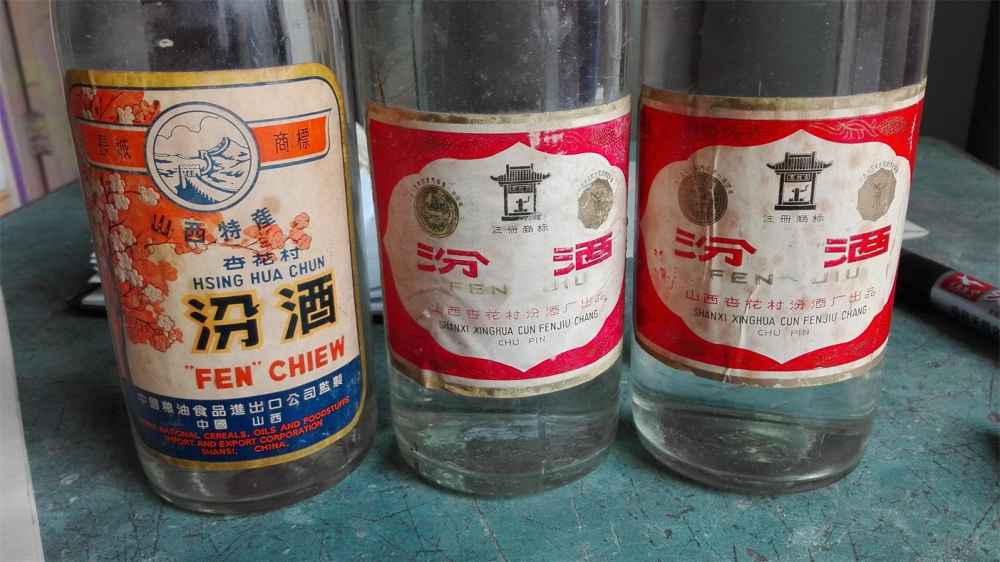 長城 商標
山西特産
杏花村
HSING HUA CHUN
汾酒
"FEN" CHIEW
中國糧油食品進出口公司監製
中國 山西
NATIONAL CEREALS, OILS AND FOODSTUFFS
IMPORT AND EXPORT CORPORATION
SHANSI, CHINA.
注册商标
汾 酒
FEN JIU
山西杏花村汾酒厂出品
SHANXI XINGHUA CUN FENJIU CHANG
CHU PIN
注册商标
汾 酒
FEN JIU
山西杏花村汾酒厂出品
SHANXI XINGHUA CUN FENJIU CHANG
CHU PIN